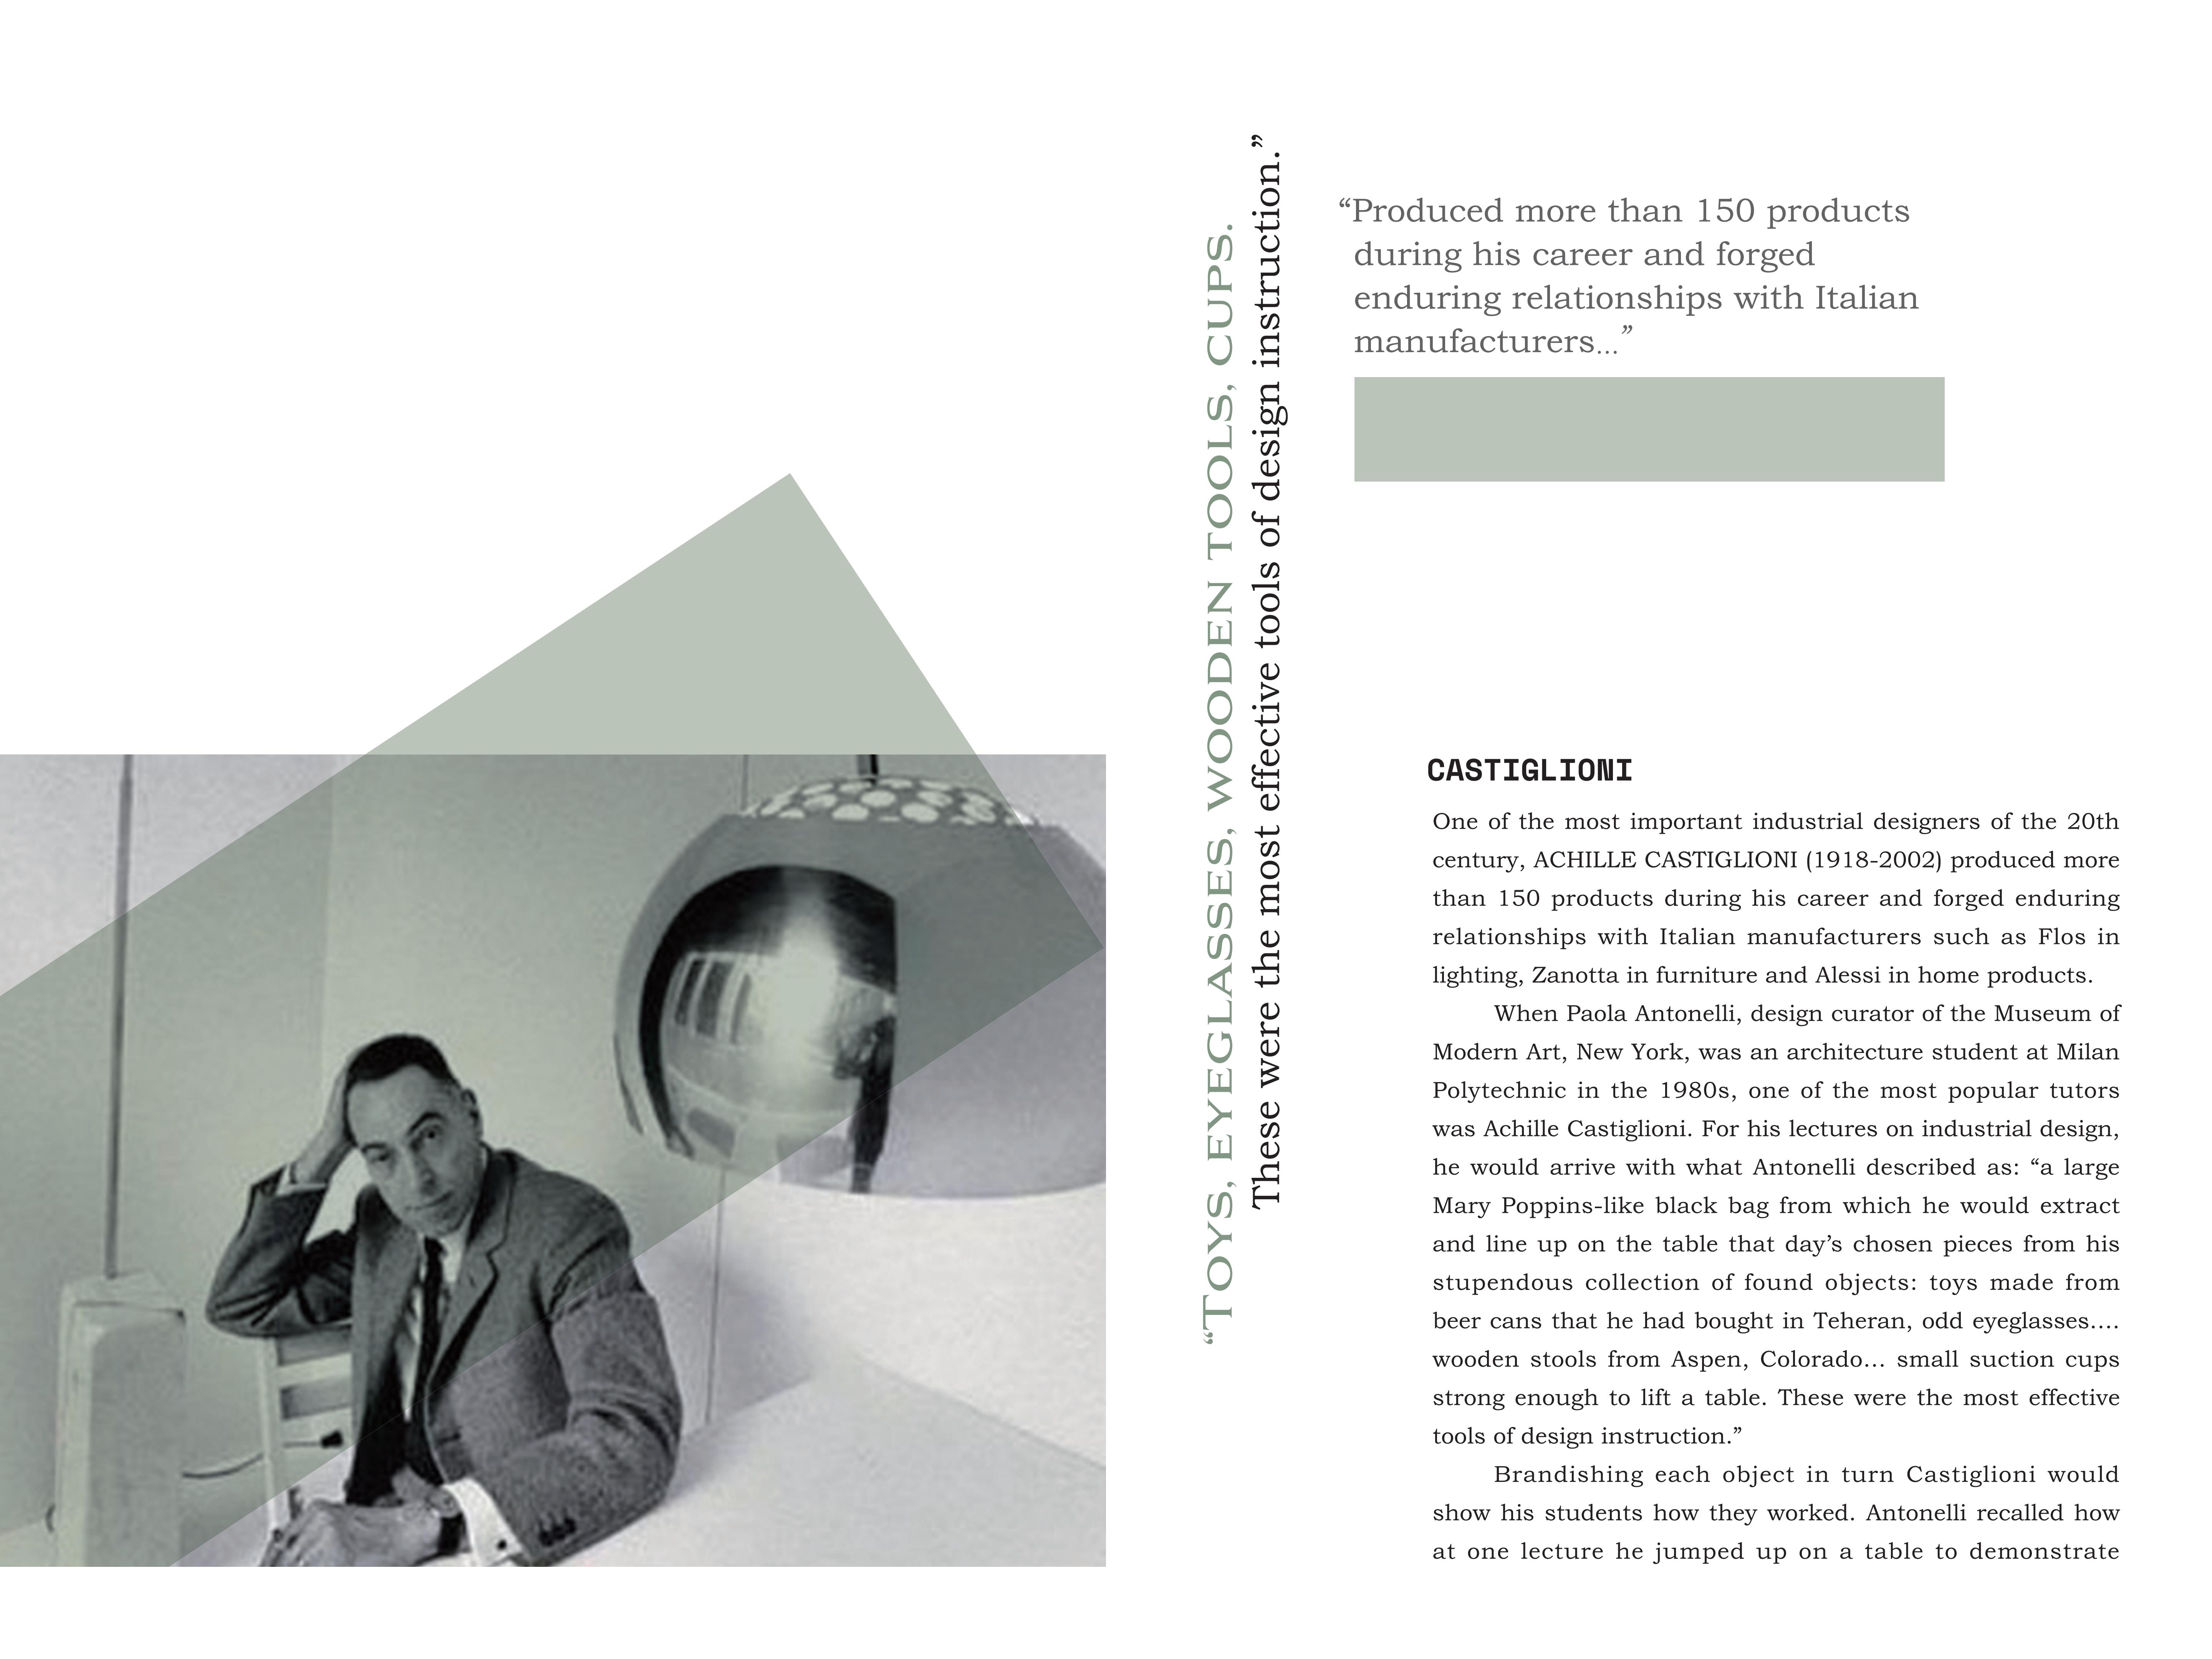 “TOYS, EYEGLASSES, WOODEN TOOLS, CUPS.
These were the most effective tools of design instruction.”
“Produced more than 150 products
during his career and forged
enduring relationships with Italian
manufacturers...”
CASTIGLIONI
One of the most important industrial designers of the 20th
century, ACHILLE CASTIGLIONI (1918-2002) produced more
than 150 products during his career and forged enduring
relationships with Italian manufacturers such as Flos in
lighting, Zanotta in furniture and Alessi in home products.
When Paola Antonelli, design curator of the Museum of
Modern Art, New York, was an architecture student at Milan
Polytechnic in the 1980s, one of the most popular tutors
was Achille Castiglioni. For his lectures on industrial design,
he would arrive with what Antonelli described as: “a large
Mary Poppins-like black bag from which he would extract
and line up on the table that day’s chosen pieces from his
stupendous collection of found objects: toys made from
beer cans that he had bought in Teheran, odd eyeglasses....
wooden stools from Aspen, Colorado... small suction cups
strong enough to lift a table. These were the most effective
tools of design instruction.”
Brandishing each object in turn Castiglioni would
show his students how they worked. Antonelli recalled how
at one lecture he jumped up on a table to demonstrate